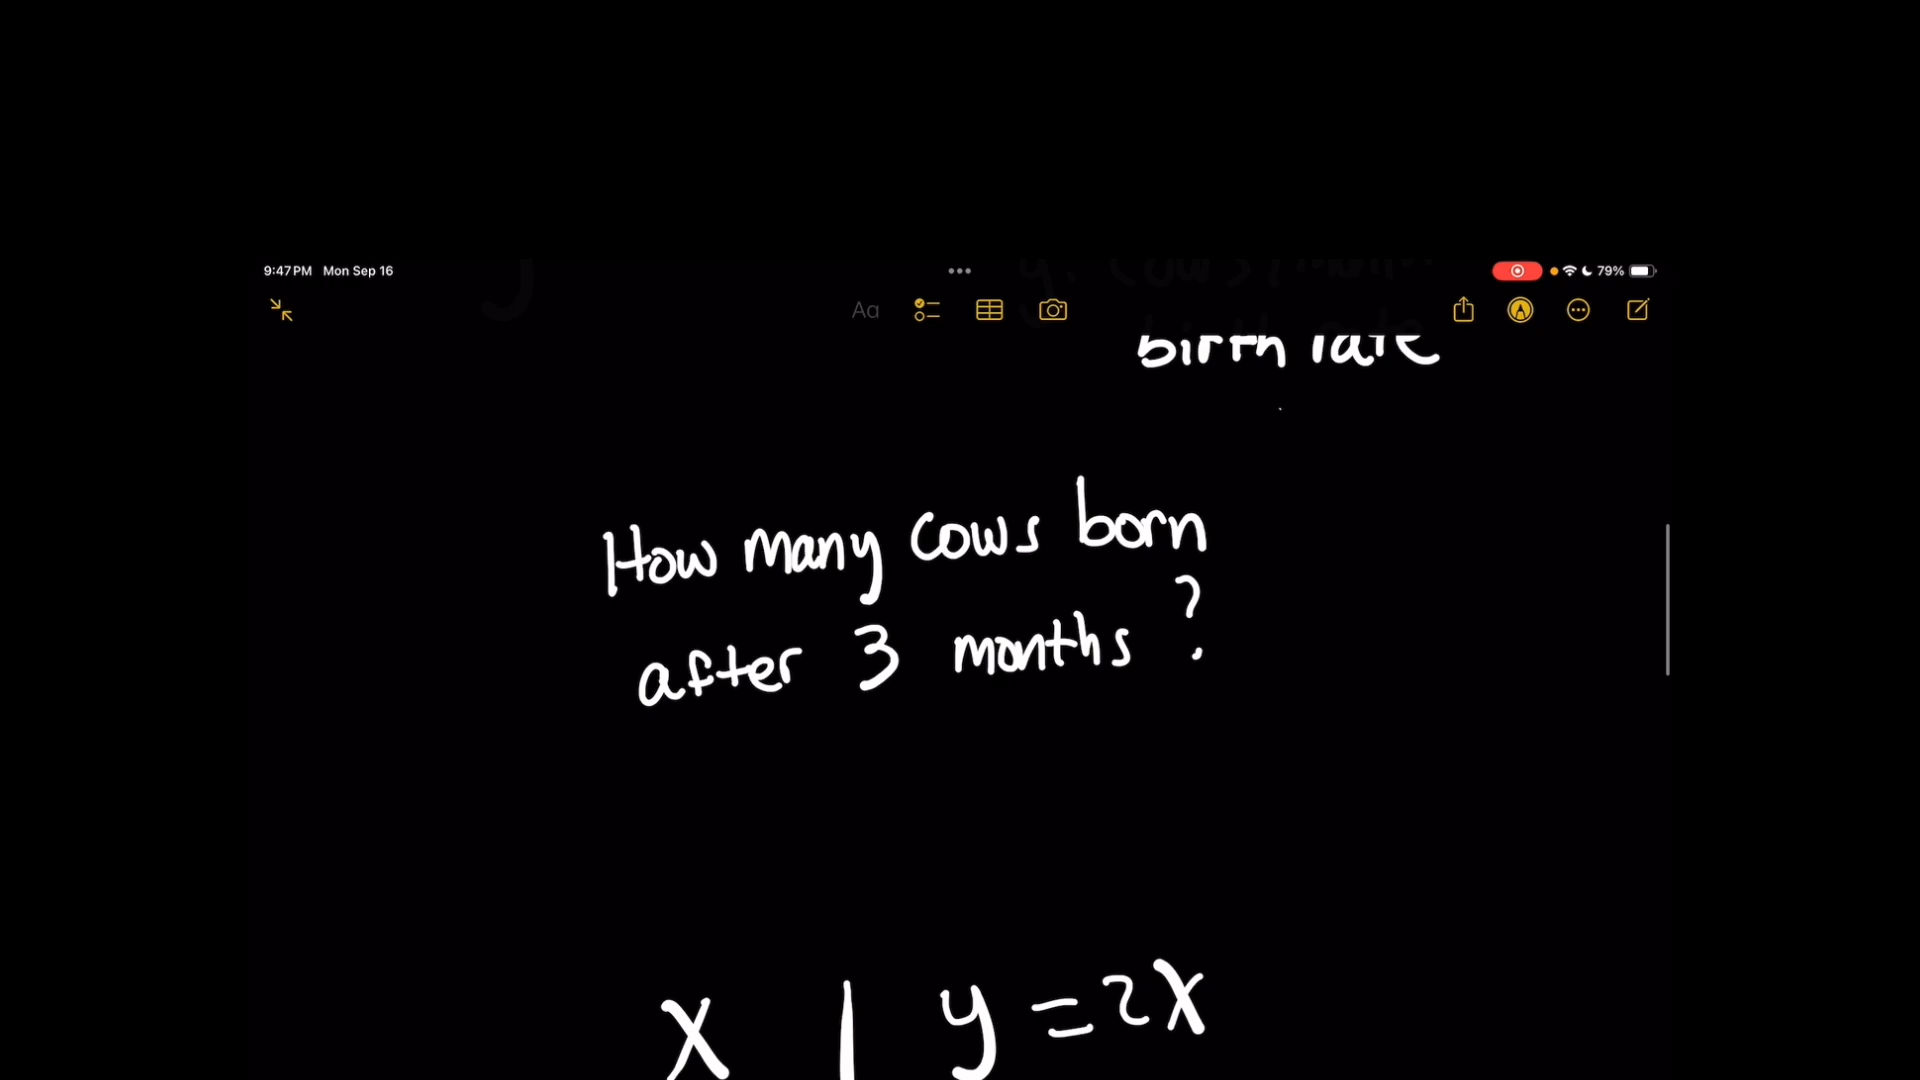 9:47 PM Mon Sep 16
79%
Aa
birth rate
How many cows born
after 3 months ?
x | y = 2x